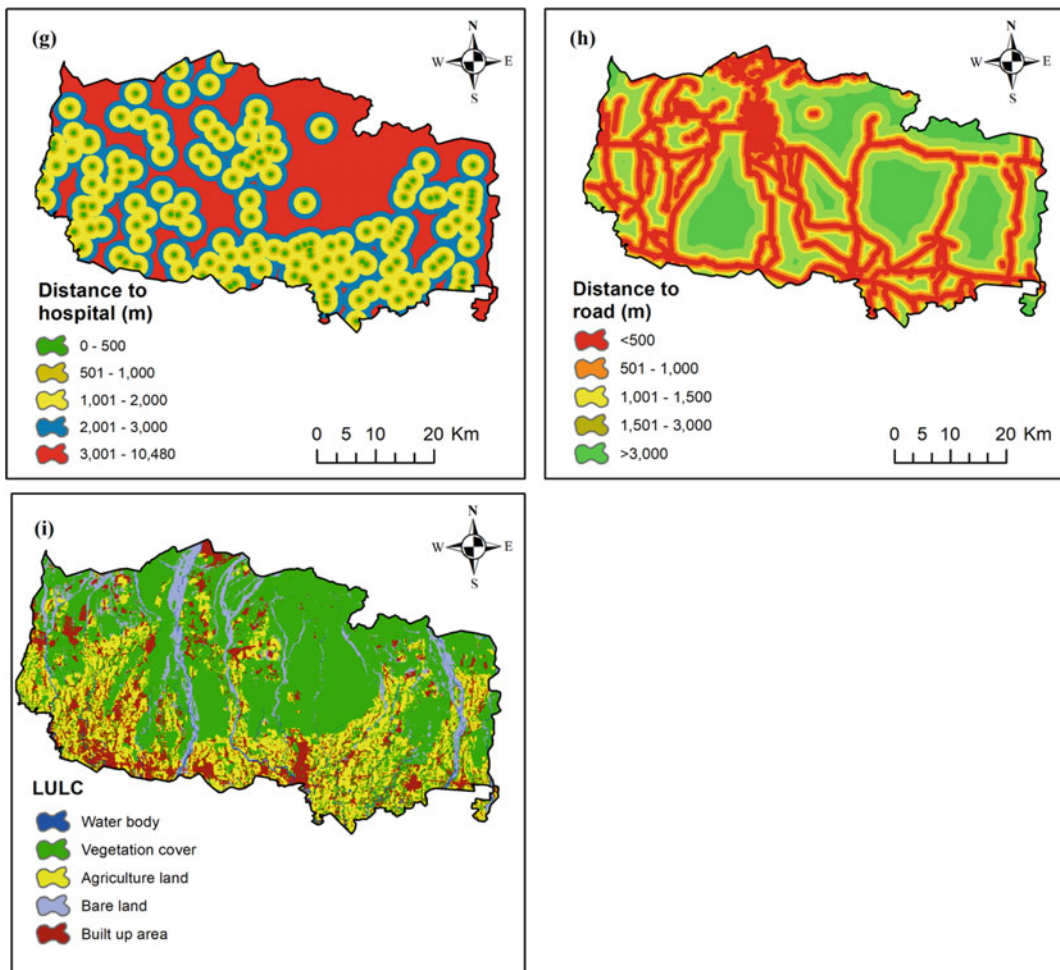 (g)
N
W E
S
Distance to
hospital (m)
0 - 500
501 - 1,000
1,001 - 2,000
2,001 - 3,000
3,001 - 10,480
0 5 10 20 Km
(h)
N
W E
S
Distance to
road (m)
<500
501 - 1,000
1,001 - 1,500
1,501 - 3,000
>3,000
0 5 10 20 Km
(i)
N
W E
S
LULC
Water body
Vegetation cover
Agriculture land
Bare land
Built up area